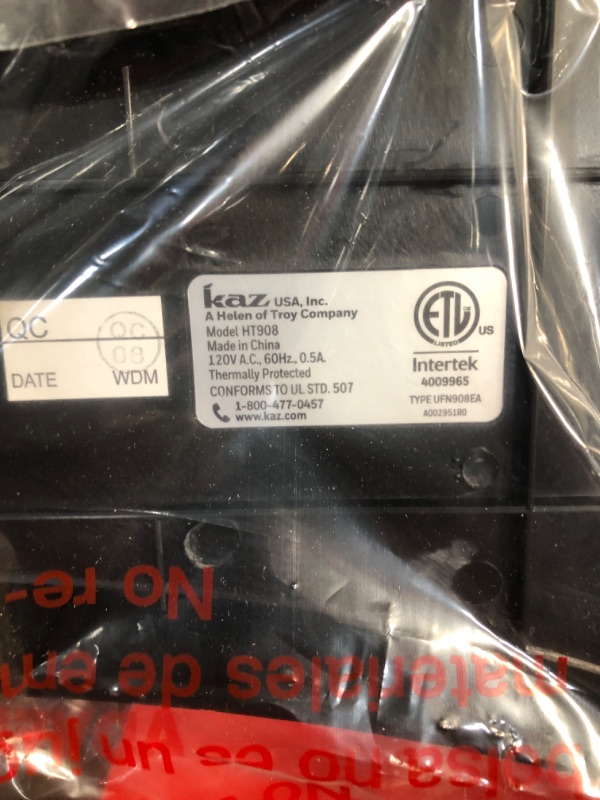 QC
QC
08
DATE WDM
kaz USA, Inc.
A Helen of Troy Company
Model HT908
Made in China
120V A.C., 60Hz., 0.5A.
Thermally Protected
CONFORMS TO UL STD. 507
1-800-477-0457
www.kaz.com
ETL
LISTED
US
Intertek
4009965
TYPE UFN908EA
A002951R0
No re-
materiales de em
bolsa no es un ju
No